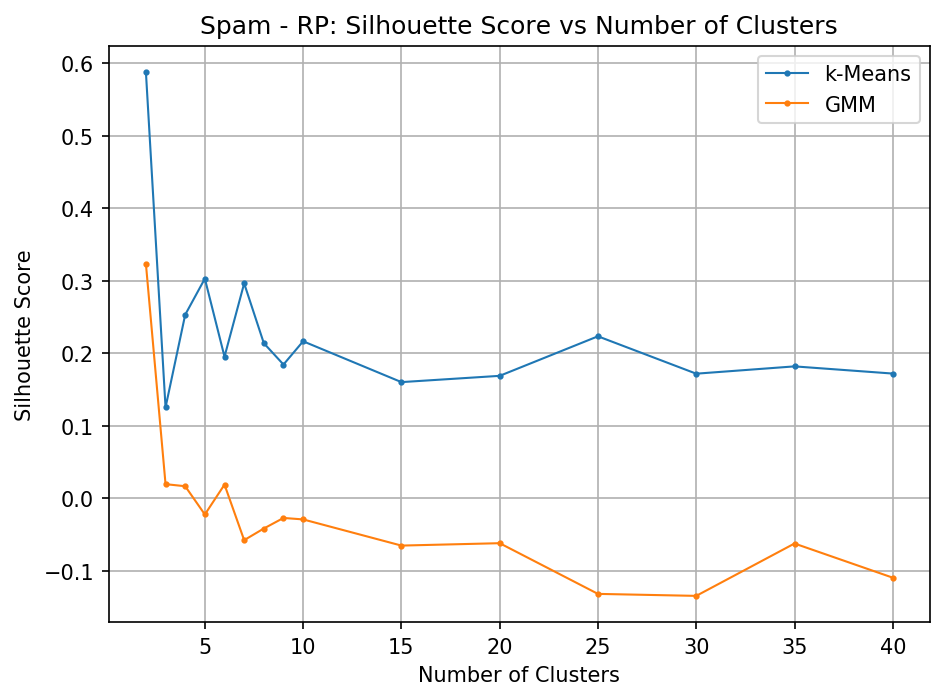 Spam - RP: Silhouette Score vs Number of Clusters
k-Means
GMM
Silhouette Score
0.6
0.5
0.4
0.3
0.2
0.1
0.0
−0.1
5 10 15 20 25 30 35 40
Number of Clusters